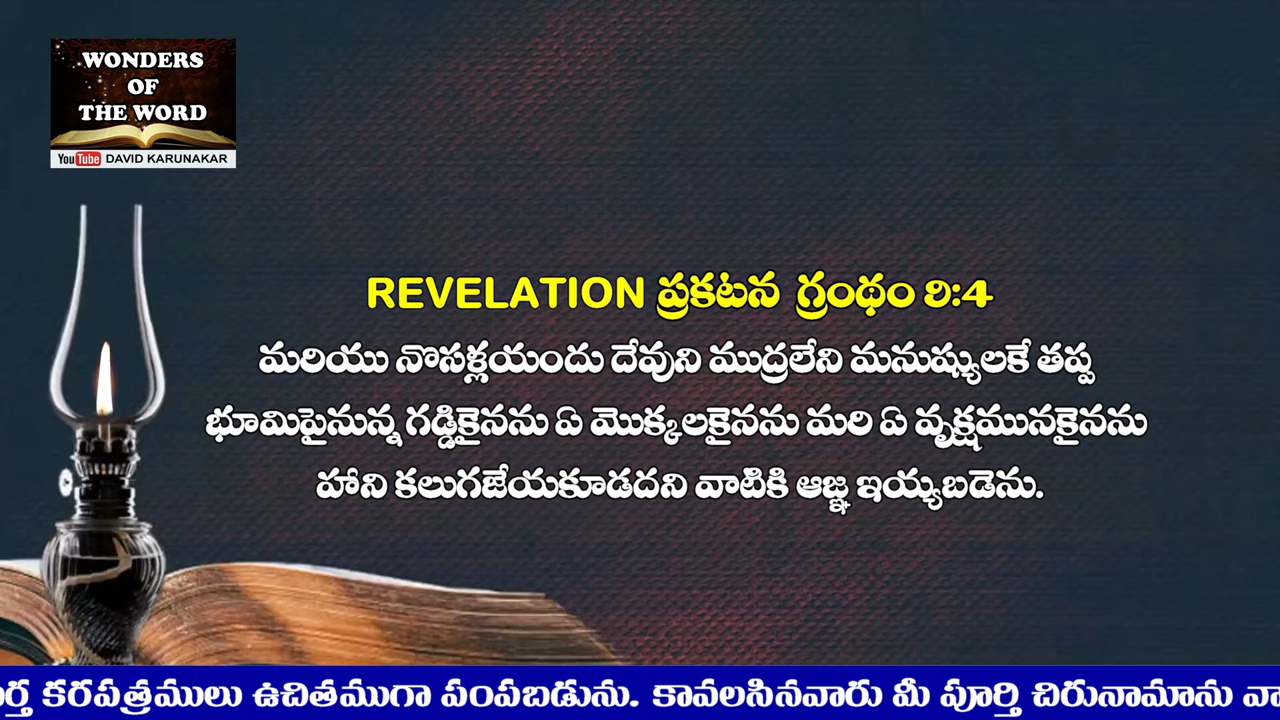 WONDERS
OF
THE WORD
YouTube DAVID KARUNAKAR
REVELATION ప్రకటన గ్రంథం 9:4
మరియు నొసళ్లయందు దేవుని ముద్రలేని మనుష్యులకే తప్ప
భూమిపైనున్న గడ్డికైనను ఏ మొక్కలకైనను మరి ఏ వృక్షమునకైనను
హాని కలుగజేయకూడదని వాటికి ఆజ్ఞ ఇయ్యబడెను.
కరపత్రములు ఉచితముగా పంపబడును. కావలసినవారు మీ పూర్తి చిరునామాను